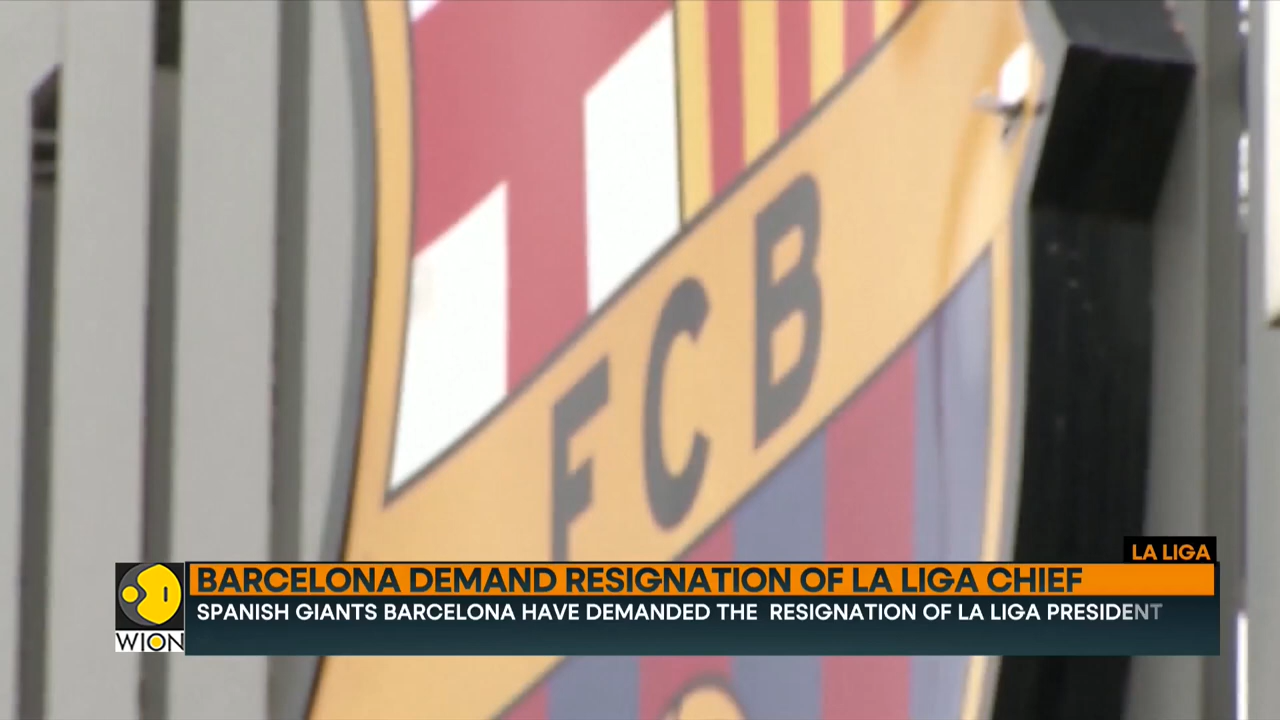 FCB
LA LIGA
BARCELONA DEMAND RESIGNATION OF LA LIGA CHIEF
SPANISH GIANTS BARCELONA HAVE DEMANDED THE RESIGNATION OF LA LIGA PRESIDENT
WION